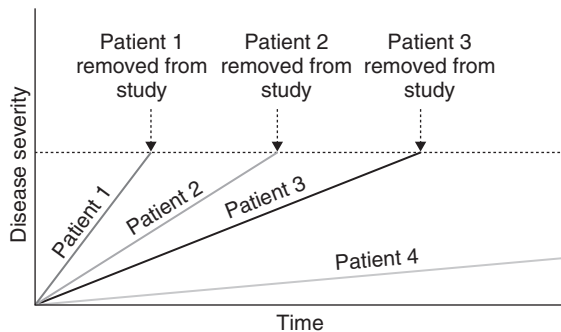 Patient 1
removed from
study
Patient 2
removed from
study
Patient 3
removed from
study
Disease severity
Patient 1
Patient 2
Patient 3
Patient 4
Time